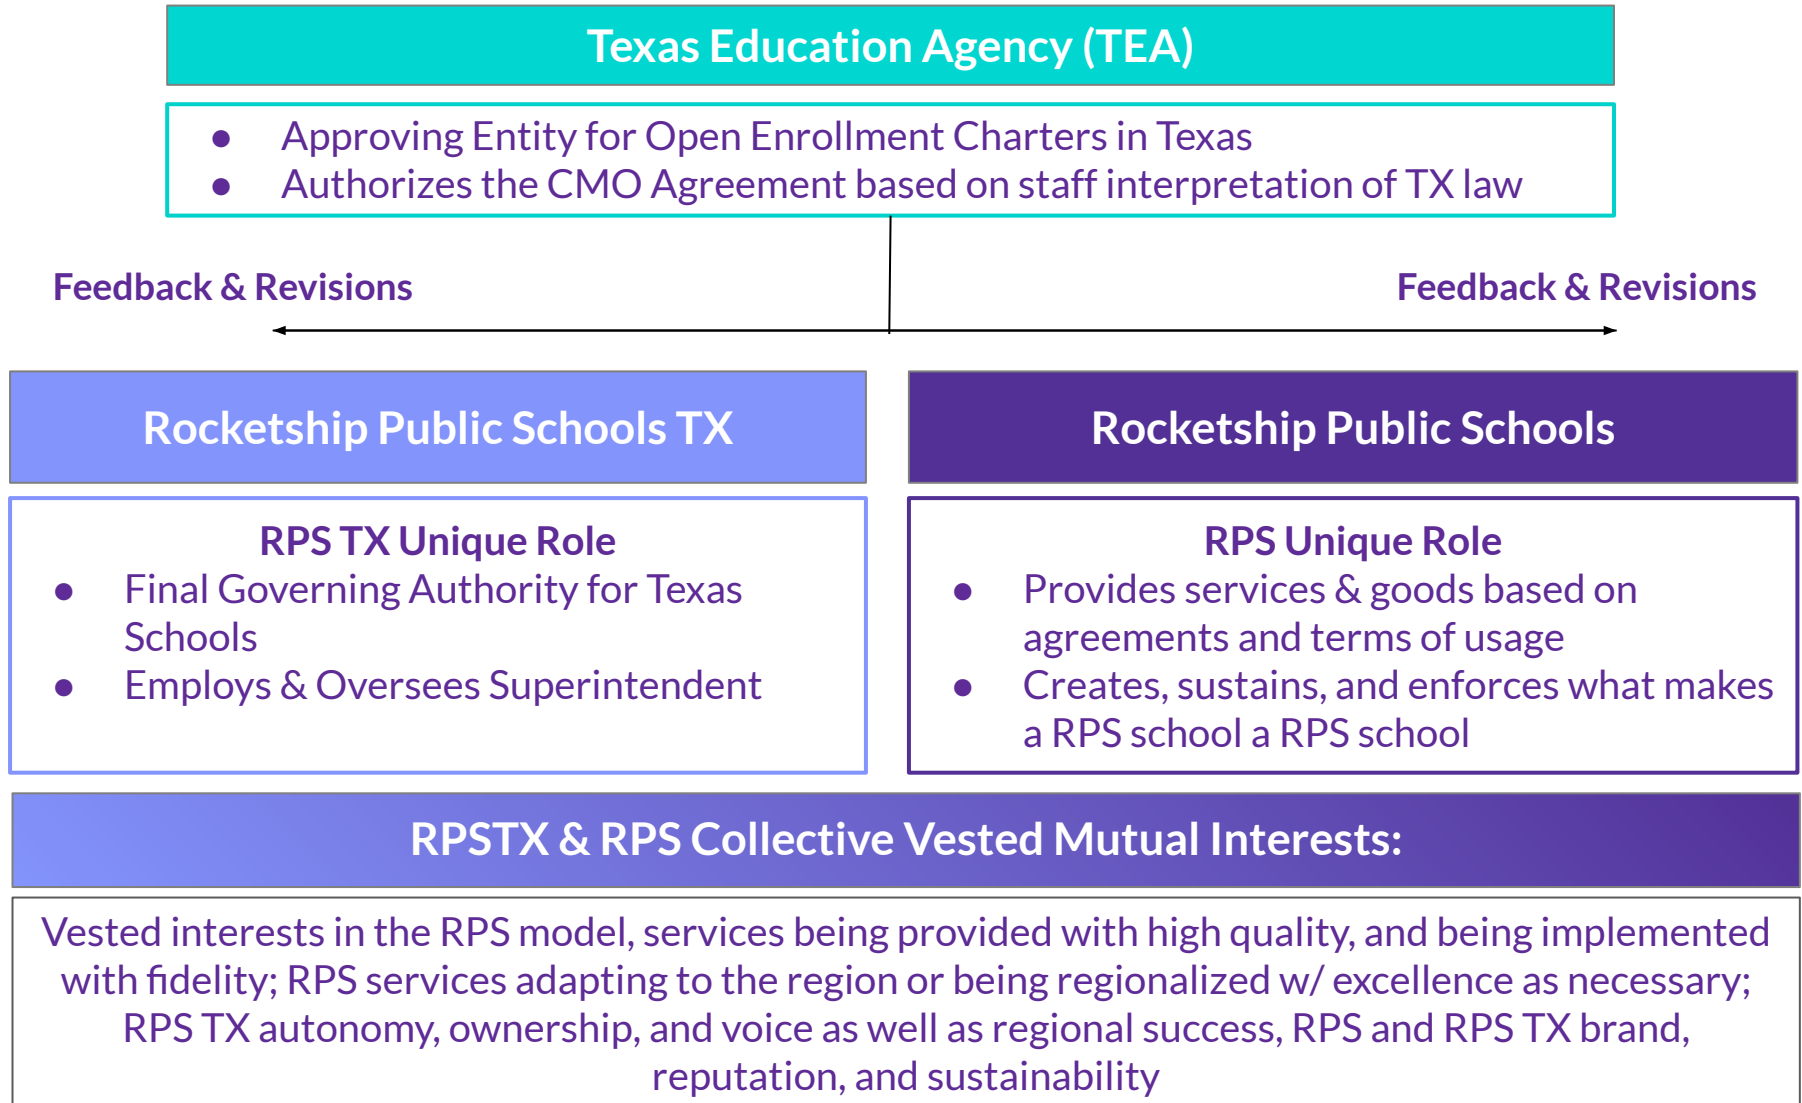 Texas Education Agency (TEA)
● Approving Entity for Open Enrollment Charters in Texas
● Authorizes the CMO Agreement based on staff interpretation of TX law
Feedback & Revisions
Feedback & Revisions
Rocketship Public Schools TX
RPS TX Unique Role
● Final Governing Authority for Texas
Schools
● Employs & Oversees Superintendent
Rocketship Public Schools
RPS Unique Role
● Provides services & goods based on
agreements and terms of usage
● Creates, sustains, and enforces what makes
a RPS school a RPS school
RPSTX & RPS Collective Vested Mutual Interests:
Vested interests in the RPS model, services being provided with high quality, and being implemented
with fidelity; RPS services adapting to the region or being regionalized w/ excellence as necessary;
RPS TX autonomy, ownership, and voice as well as regional success, RPS and RPS TX brand,
reputation, and sustainability